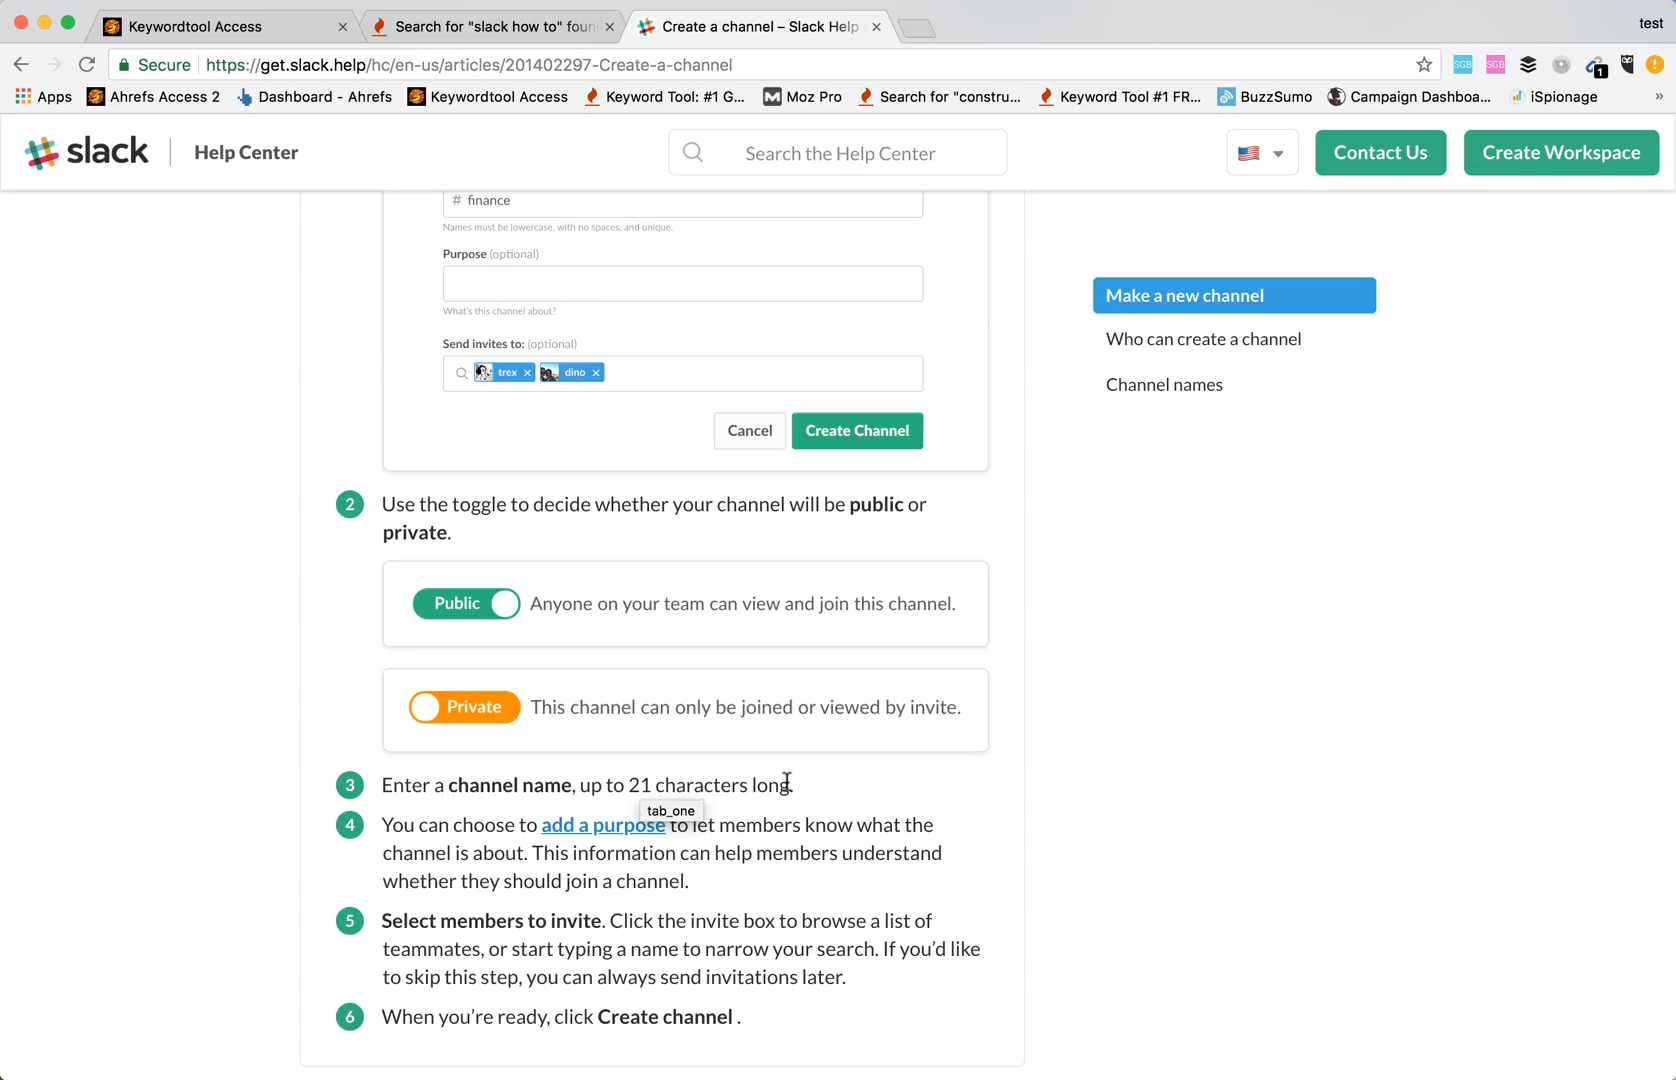 Keywordtool Access
Search for "slack how to" foun
Create a channel – Slack Help
test
Secure
https://get.slack.help/hc/en-us/articles/201402297-Create-a-channel
SGB
SGB
1
Apps
Ahrefs Access 2
Dashboard - Ahrefs
Keywordtool Access
Keyword Tool: #1 G...
Moz Pro
Search for "constru...
Keyword Tool #1 FR...
BuzzSumo
Campaign Dashboa...
iSpionage
»
slack
Help Center
Search the Help Center
Contact Us
Create Workspace
# finance
Names must be lowercase, with no spaces, and unique.
Purpose (optional)
What's this channel about?
Send invites to: (optional)
trex ×
dino ×
Cancel
Create Channel
Make a new channel
Who can create a channel
Channel names
2 Use the toggle to decide whether your channel will be public or
private.
Public Anyone on your team can view and join this channel.
Private This channel can only be joined or viewed by invite.
3 Enter a channel name, up to 21 characters long.
tab_one
4 You can choose to add a purpose to let members know what the
channel is about. This information can help members understand
whether they should join a channel.
5 Select members to invite. Click the invite box to browse a list of
teammates, or start typing a name to narrow your search. If you’d like
to skip this step, you can always send invitations later.
6 When you’re ready, click Create channel .